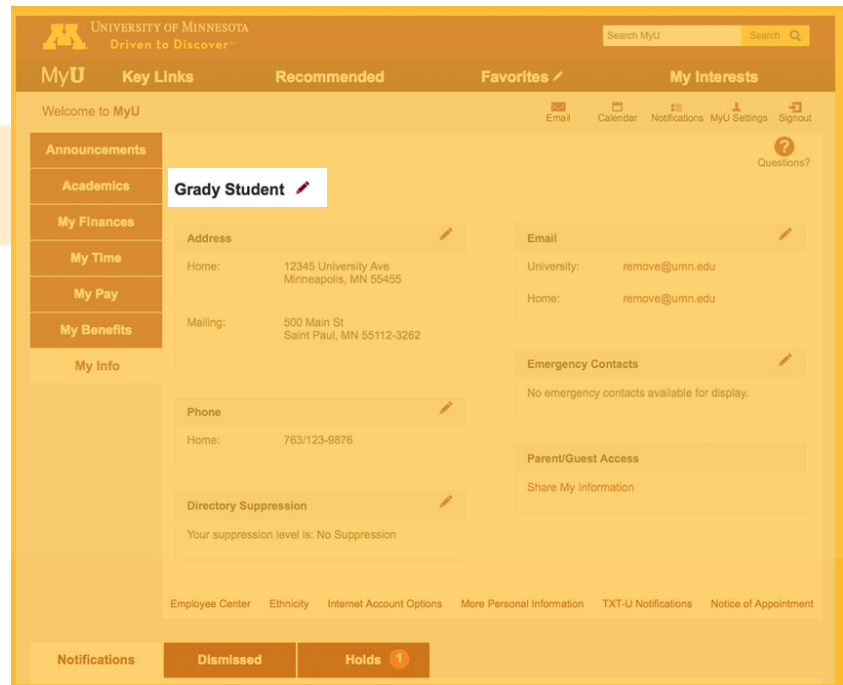 UNIVERSITY OF MINNESOTA
Driven to Discover℠
Search MyU
Search
MyU
Key Links
Recommended
Favorites
My Interests
Welcome to MyU
Email
Calendar
Notifications
MyU Settings
Signout
Announcements
Academics
My Finances
My Time
My Pay
My Benefits
My Info
?
Questions?
Grady Student
Address
Home: 12345 University Ave
Minneapolis, MN 55455
Mailing: 500 Main St
Saint Paul, MN 55112-3262
Phone
Home: 763/123-9876
Directory Suppression
Your suppression level is: No Suppression
Email
University: remove@umn.edu
Home: remove@umn.edu
Emergency Contacts
No emergency contacts available for display.
Parent/Guest Access
Share My Information
Employee Center Ethnicity Internet Account Options More Personal Information TXT-U Notifications Notice of Appointment
Notifications
Dismissed
Holds 1